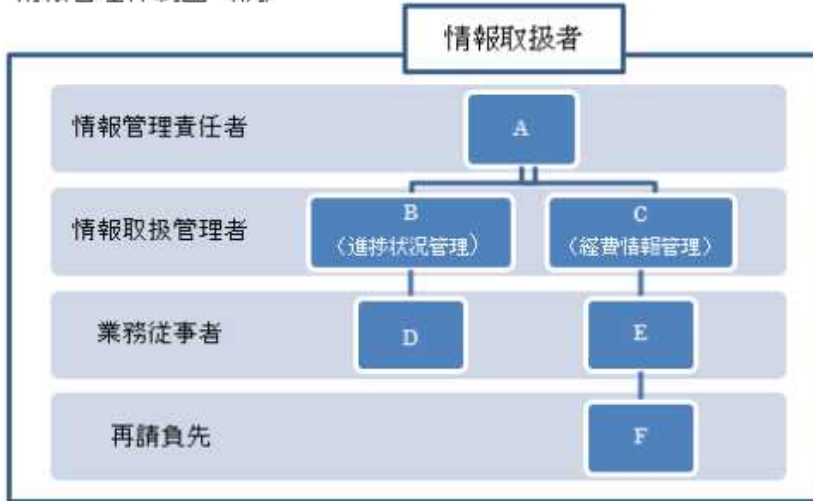 情報取扱者
情報管理責任者
A
情報取扱管理者
B
（進捗状況管理）
C
（経費情報管理）
業務従事者
D
E
再請負先
F